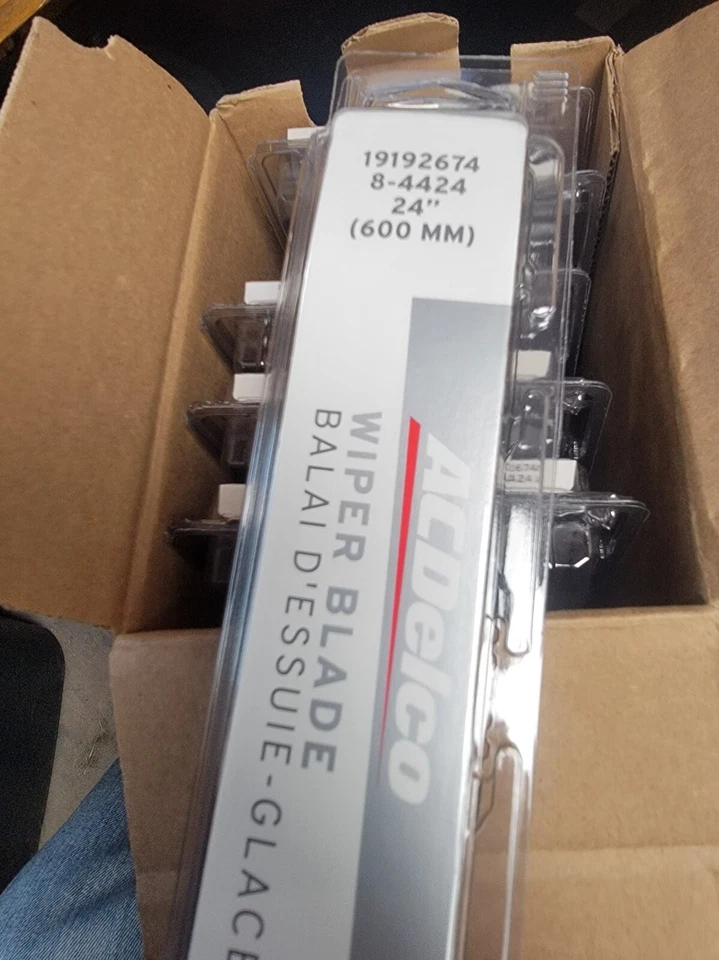 19192674
8-4424
24"
(600 MM)
ACDelco
WIPER BLADE
BALAI D'ESSUIE-GLACE